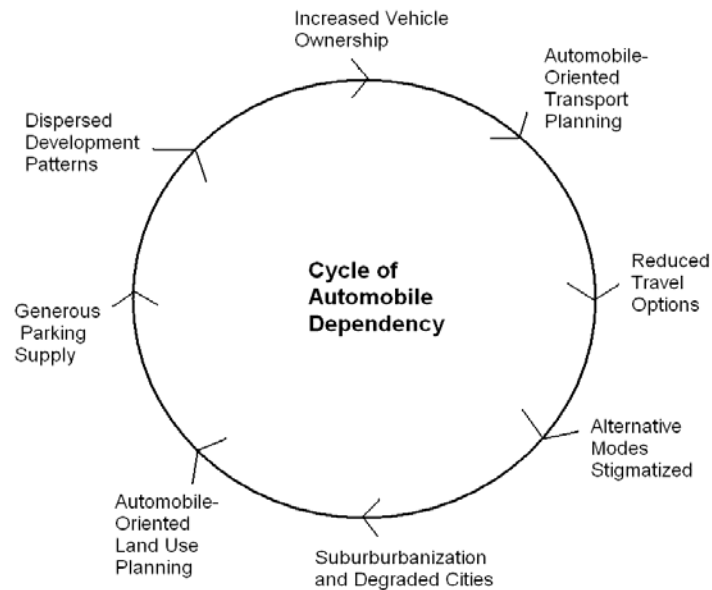 Increased Vehicle
Ownership
Automobile-
Oriented
Transport
Planning
Reduced
Travel
Options
Alternative
Modes
Stigmatized
Suburburbanization
and Degraded Cities
Automobile-
Oriented
Land Use
Planning
Generous
Parking
Supply
Dispersed
Development
Patterns
Cycle of
Automobile
Dependency